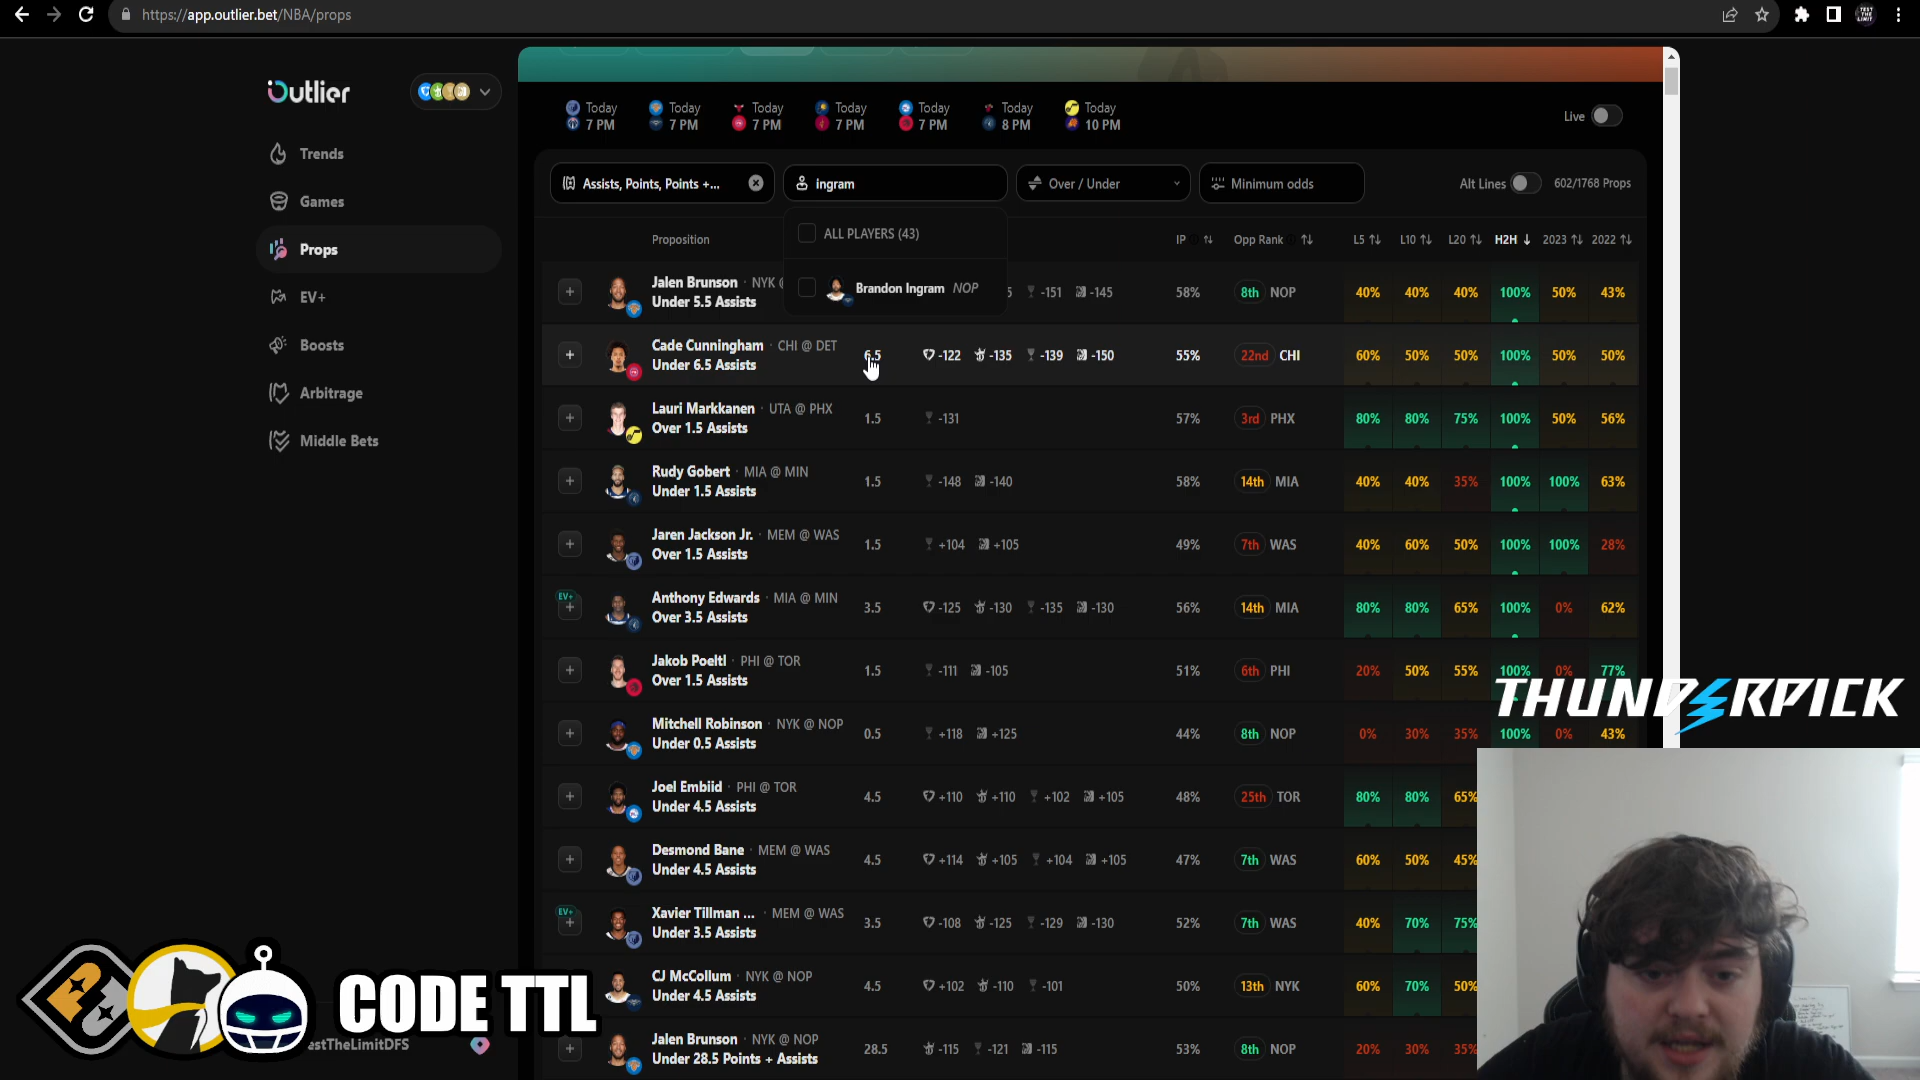 https://app.outlier.bet/NBA/props
Outlier
Trends
Games
Props
EV+
Boosts
Arbitrage
Middle Bets
Today Today Today Today Today Today Today
7 PM 7 PM 7 PM 7 PM 7 PM 8 PM 10 PM
Live
Assists, Points, Points +...
ingram
Over / Under
Minimum odds
Alt Lines
602/1768 Props
ALL PLAYERS (43)
Brandon Ingram NOP
Proposition IP Opp Rank L5 L10 L20 H2H 2023 2022
Jalen Brunson · NYK
Under 5.5 Assists
-151 -145 58% 8th NOP 40% 40% 40% 100% 50% 43%
Cade Cunningham · CHI @ DET
Under 6.5 Assists
6.5 -122 -135 -139 -150 55% 22nd CHI 60% 50% 50% 100% 50% 50%
Lauri Markkanen · UTA @ PHX
Over 1.5 Assists
1.5 -131 57% 3rd PHX 80% 80% 75% 100% 50% 56%
Rudy Gobert · MIA @ MIN
Under 1.5 Assists
1.5 -148 -140 58% 14th MIA 40% 40% 35% 100% 100% 63%
Jaren Jackson Jr. · MEM @ WAS
Over 1.5 Assists
1.5 +104 +105 49% 7th WAS 40% 60% 50% 100% 100% 28%
EV+
Anthony Edwards · MIA @ MIN
Over 3.5 Assists
3.5 -125 -130 -135 -130 56% 14th MIA 80% 80% 65% 100% 0% 62%
Jakob Poeltl · PHI @ TOR
Over 1.5 Assists
1.5 -111 -105 51% 6th PHI 20% 50% 55% 100% 0% 77%
Mitchell Robinson · NYK @ NOP
Under 0.5 Assists
0.5 +118 +125 44% 8th NOP 0% 30% 35% 100% 0% 43%
Joel Embiid · PHI @ TOR
Under 4.5 Assists
4.5 +110 +110 +102 +105 48% 25th TOR 80% 80% 65%
Desmond Bane · MEM @ WAS
Under 4.5 Assists
4.5 +114 +105 +104 +105 47% 7th WAS 60% 50% 45%
EV+
Xavier Tillman ... · MEM @ WAS
Under 3.5 Assists
3.5 -108 -125 -129 -130 52% 7th WAS 40% 70% 75%
CJ McCollum · NYK @ NOP
Under 4.5 Assists
4.5 +102 -110 -101 50% 13th NYK 60% 70% 50%
Jalen Brunson · NYK @ NOP
Under 28.5 Points + Assists
28.5 -115 -121 -115 53% 8th NOP 20% 30% 35%
THUNDERPICK
CODE TTL
estTheLimitDFS